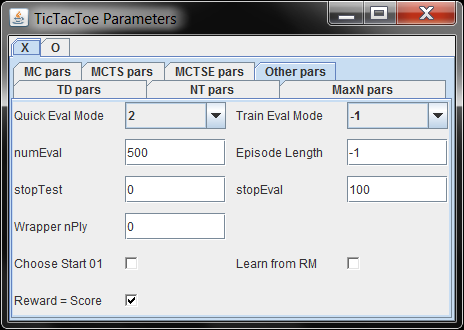 TicTacToe Parameters
X O
MC pars MCTS pars MCTSE pars Other pars
TD pars NT pars MaxN pars
Quick Eval Mode 2 Train Eval Mode -1
numEval 500 Episode Length -1
stopTest 0 stopEval 100
Wrapper nPly 0
Choose Start 01 Learn from RM
Reward = Score